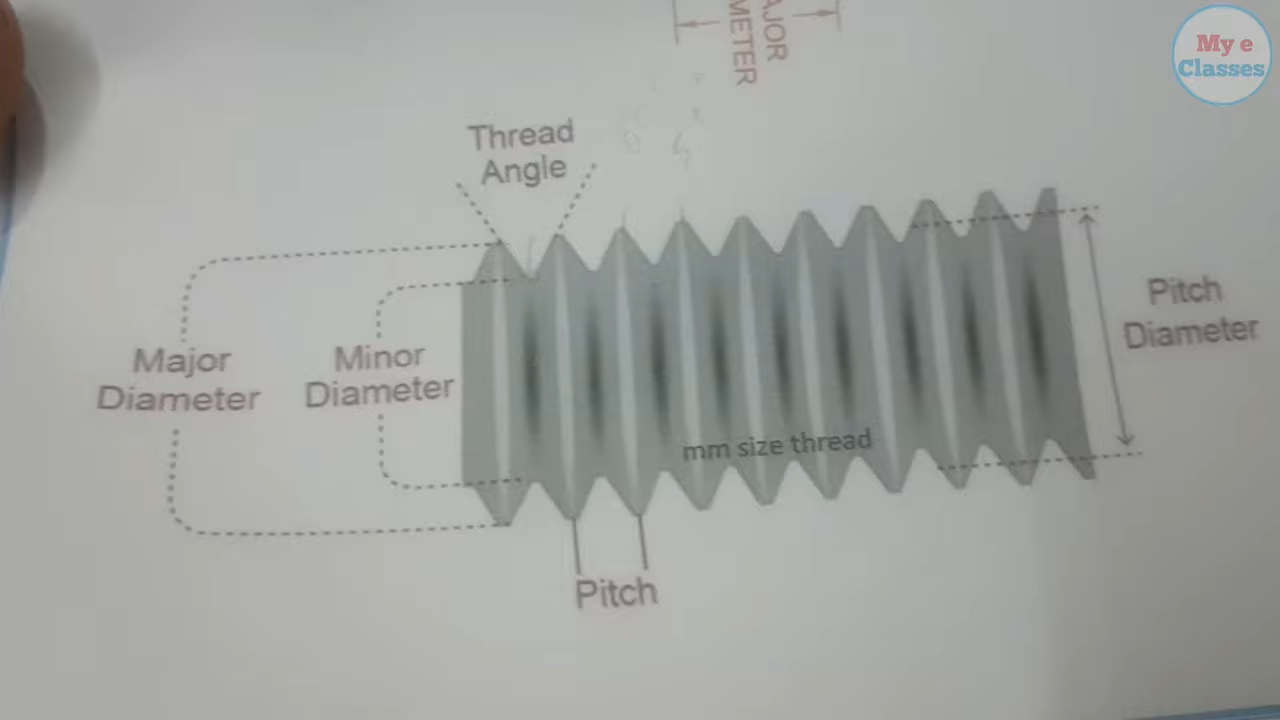 AJOR
METER
My e
Classes
Thread
Angle
Major
Diameter
Minor
Diameter
Pitch
Diameter
mm size thread
Pitch